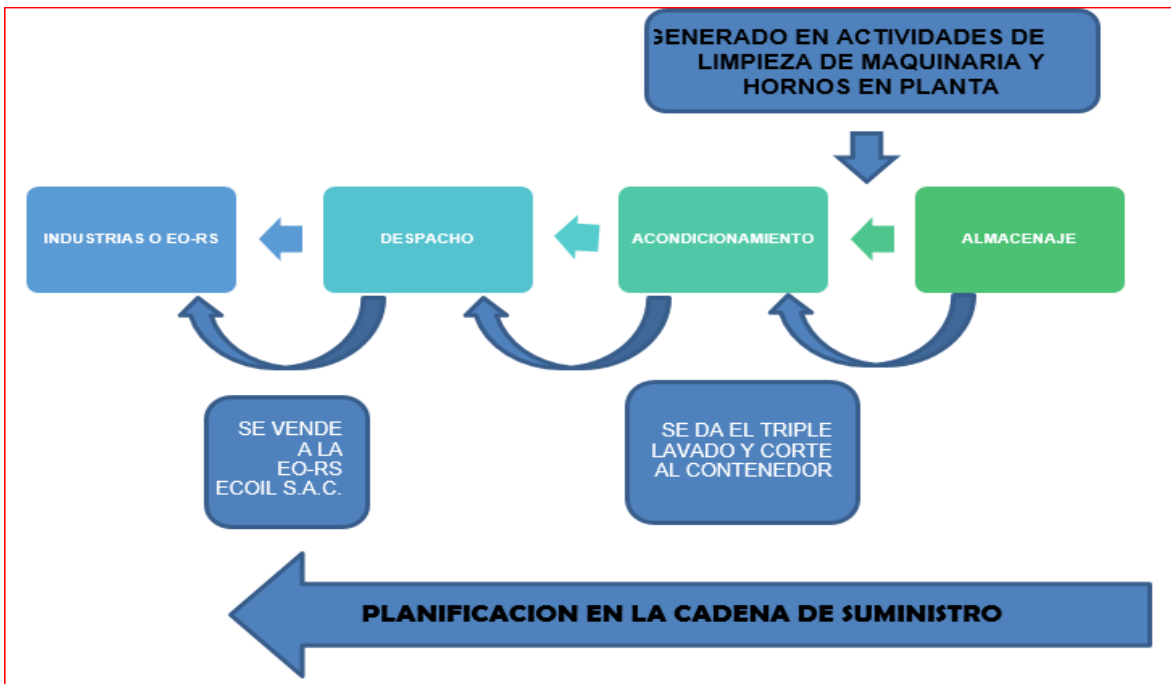 GENERADO EN ACTIVIDADES DE
LIMPIEZA DE MAQUINARIA Y
HORNOS EN PLANTA
INDUSTRIAS O EO-RS
DESPACHO
ACONDICIONAMIENTO
ALMACENAJE
SE VENDE
A LA
EO-RS
ECOIL S.A.C.
SE DA EL TRIPLE
LAVADO Y CORTE
AL CONTENEDOR
PLANIFICACION EN LA CADENA DE SUMINISTRO